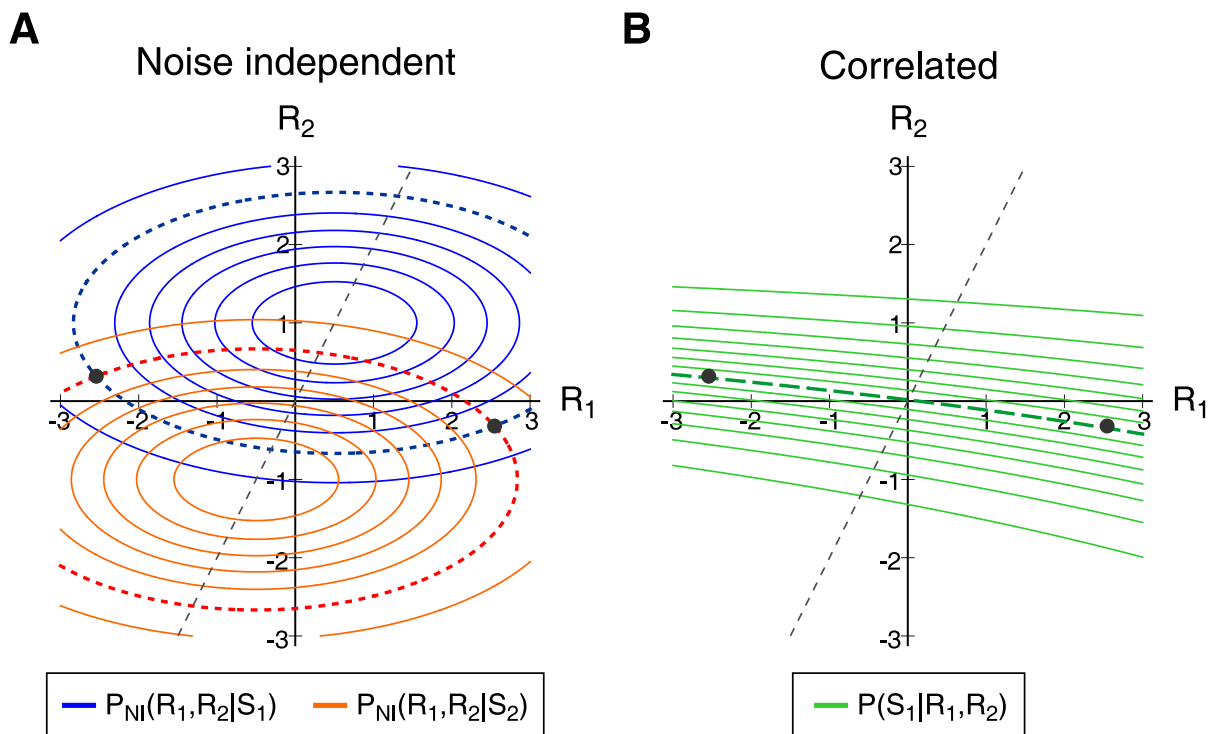 A
Noise independent
R2
3
2
1
-3 -2 -1 1 2 3 R1
-1
-2
-3
PNI(R1,R2|S1) PNI(R1,R2|S2)
B
Correlated
R2
3
2
1
-3 -2 -1 1 2 3 R1
-1
-2
-3
P(S1|R1,R2)